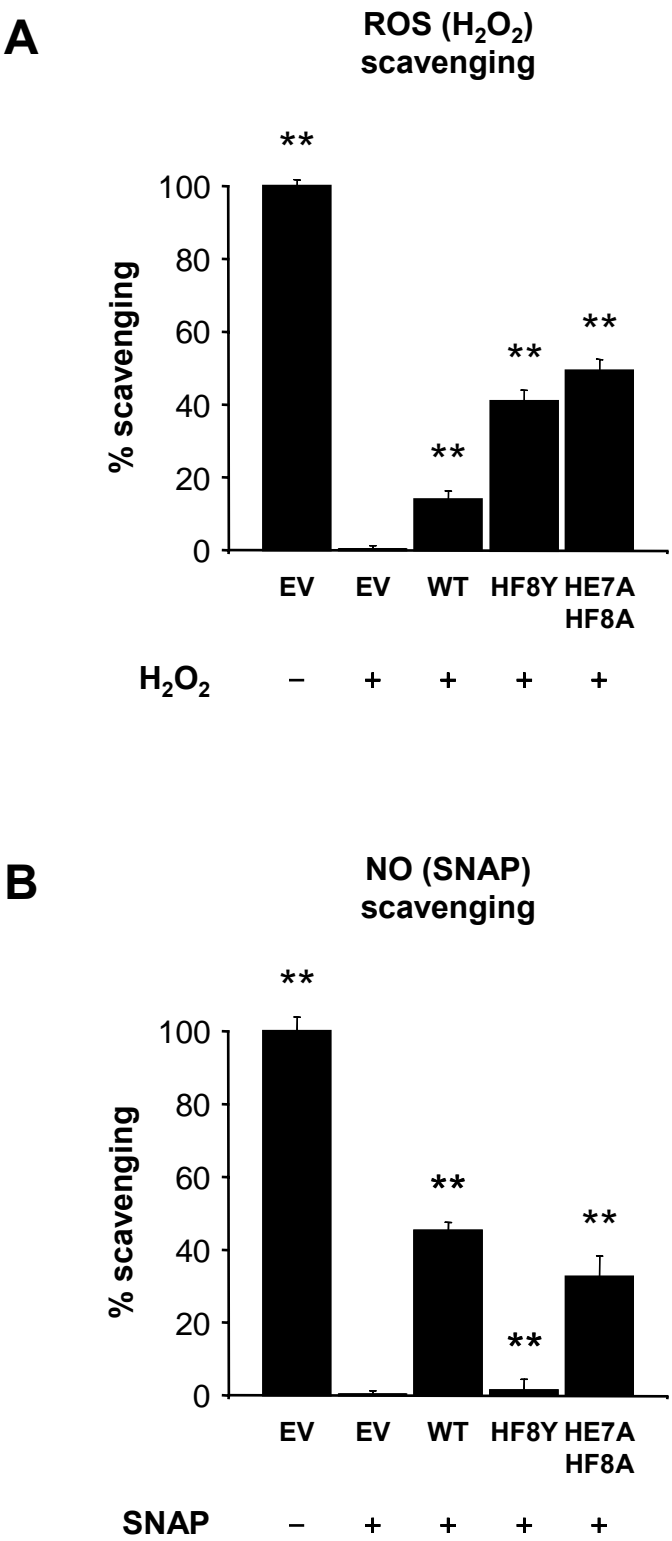 A
ROS (H₂O₂)
scavenging
% scavenging
100
80
60
40
20
0
**
**
**
**
EV EV WT HF8Y HE7A
HF8A
H₂O₂ – + + + +
B
NO (SNAP)
scavenging
% scavenging
100
80
60
40
20
0
**
**
**
**
EV EV WT HF8Y HE7A
HF8A
SNAP – + + + +